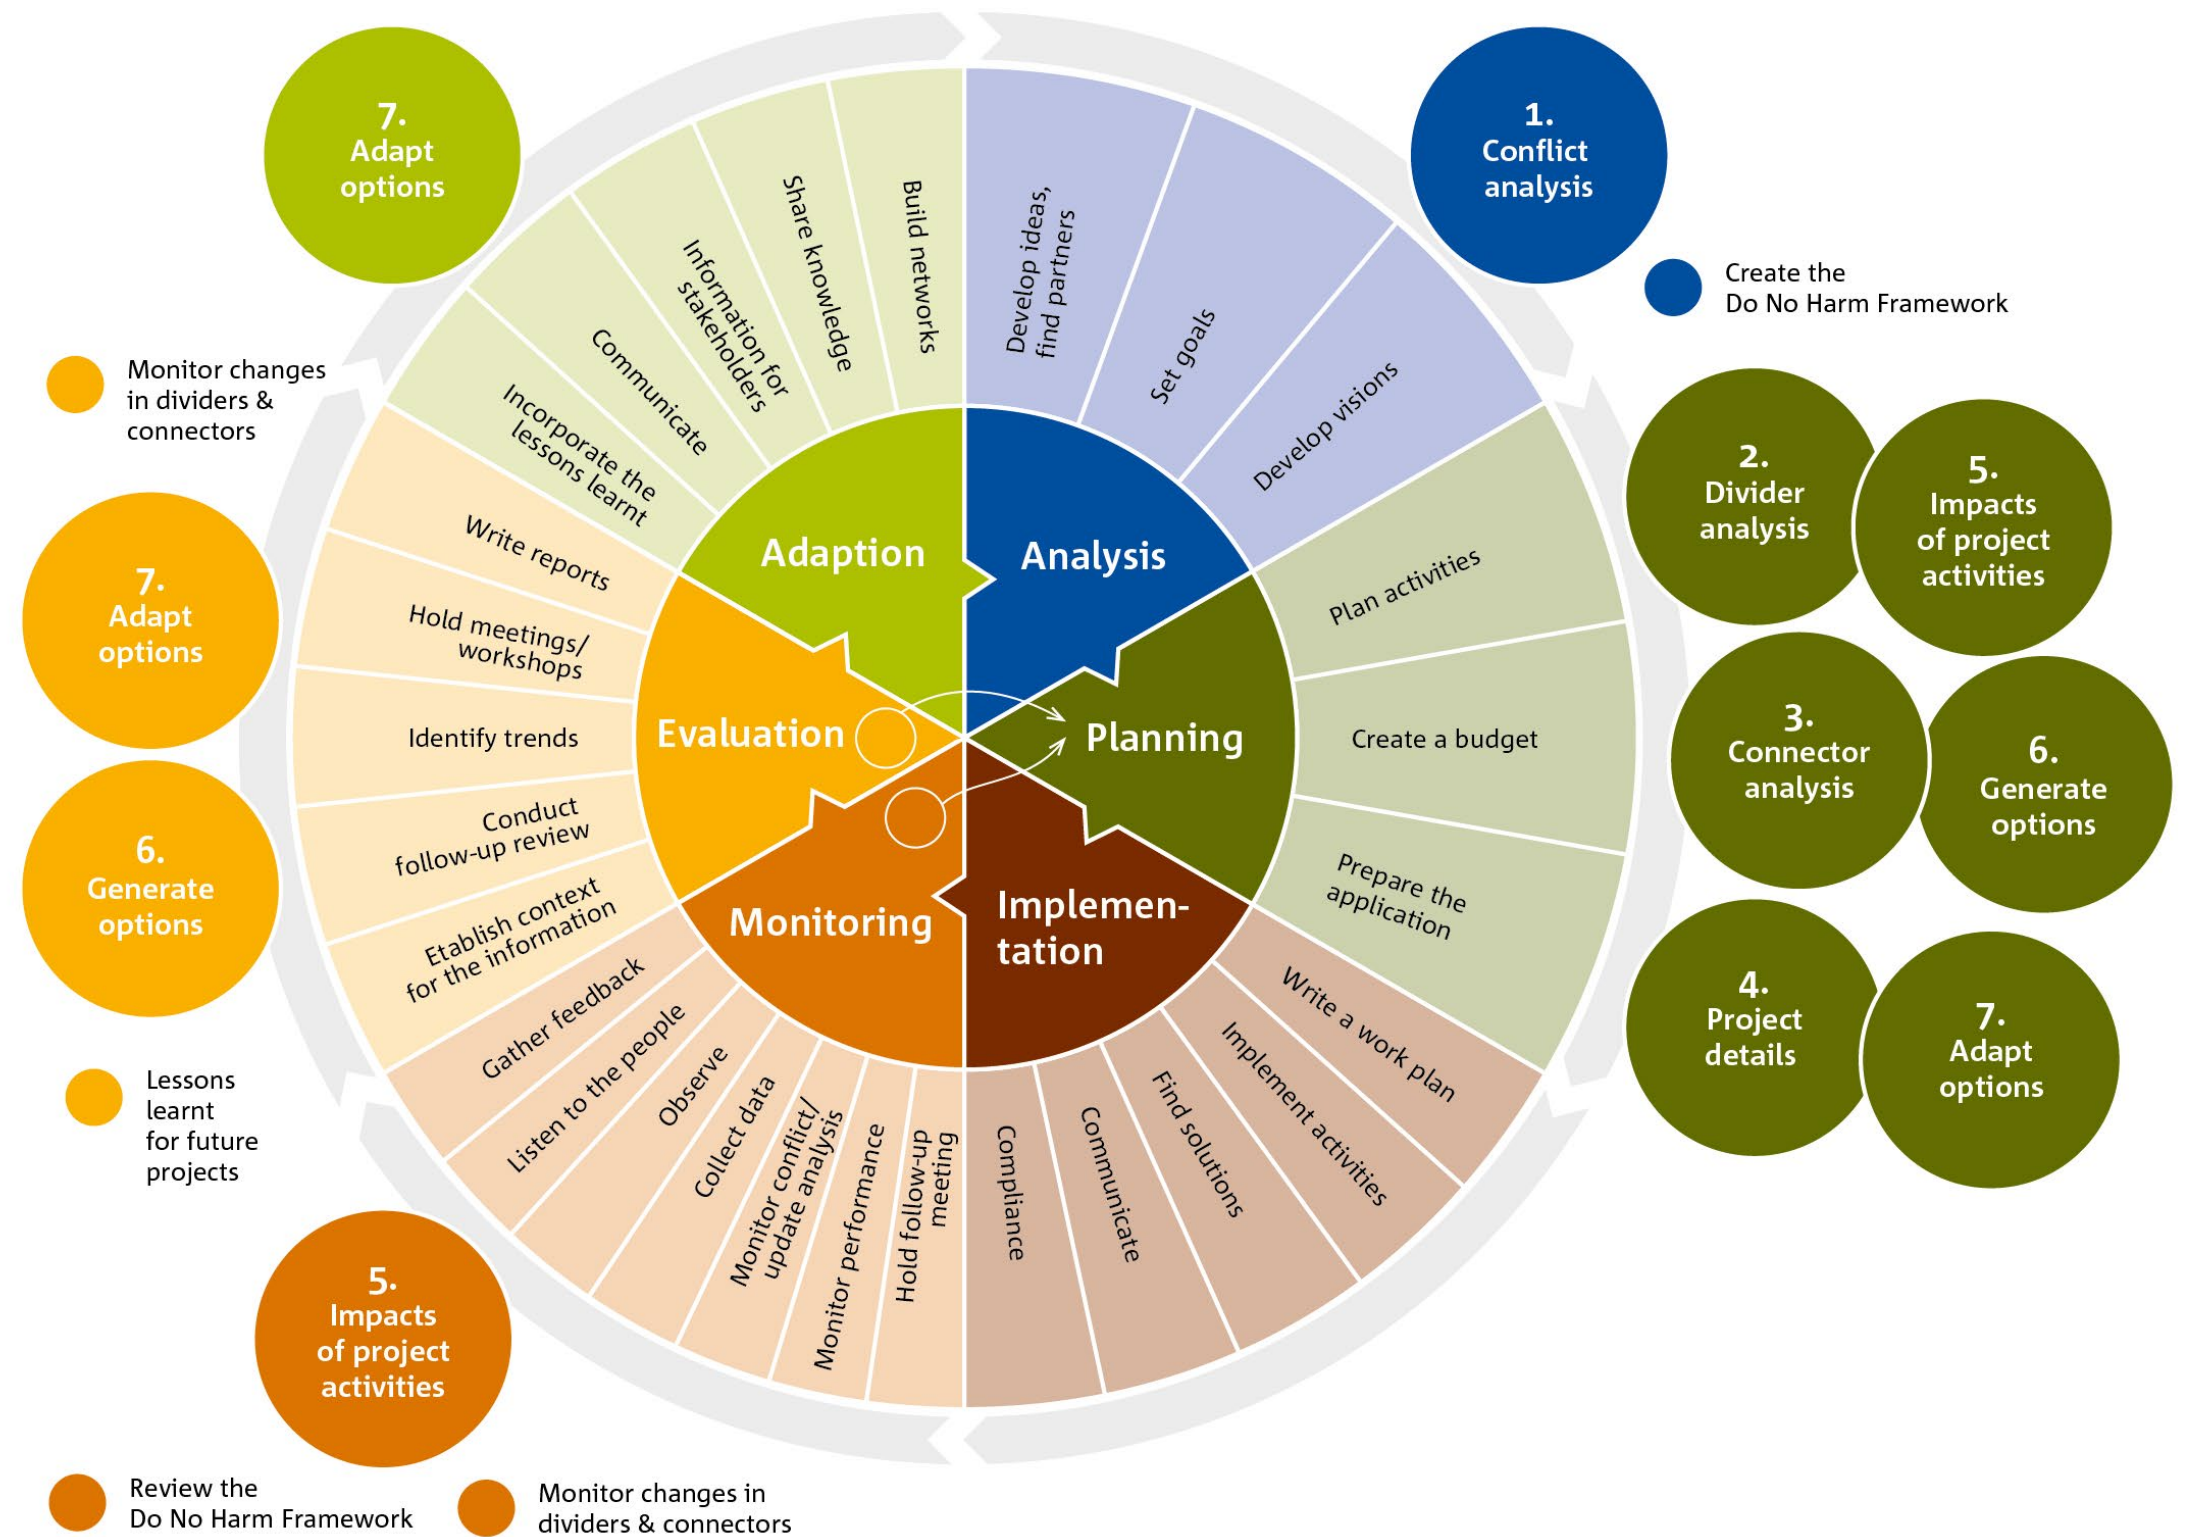 7.
Adapt
options
1.
Conflict
analysis
Create the
Do No Harm Framework
2.
Divider
analysis
5.
Impacts
of project
activities
3.
Connector
analysis
6.
Generate
options
4.
Project
details
7.
Adapt
options
Monitor changes
in dividers &
connectors
7.
Adapt
options
6.
Generate
options
Lessons
learnt
for future
projects
5.
Impacts
of project
activities
Review the
Do No Harm Framework
Monitor changes in
dividers & connectors
Analysis
Planning
Implemen-
tation
Monitoring
Evaluation
Adaption
Develop ideas,
find partners
Set goals
Develop visions
Plan activities
Create a budget
Prepare the
application
Write a work plan
Implement activities
Find solutions
Communicate
Compliance
Hold follow-up
meeting
Monitor performance
Monitor conflict/
update analysis
Collect data
Observe
Listen to the people
Gather feedback
Etablish context
for the information
Conduct
follow-up review
Identify trends
Hold meetings/
workshops
Write reports
Incorporate the
lessons learnt
Communicate
Information for
stakeholders
Share knowledge
Build networks